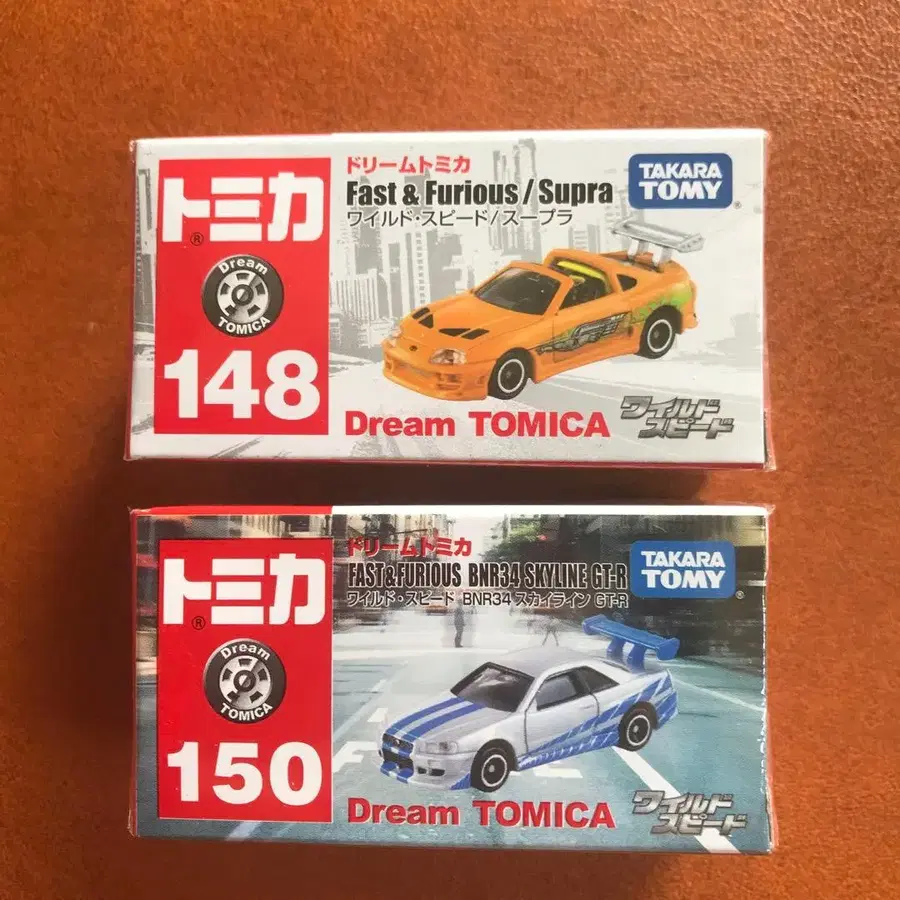 トミカ
®
Dream
TOMICA
148
ドリームトミカ
Fast & Furious / Supra
ワイルド・スピード/スープラ
TAKARA
TOMY
®
Dream TOMICA
ワイルド
スピード
トミカ
®
Dream
TOMICA
150
ドリームトミカ
FAST&FURIOUS BNR34 SKYLINE GT-R
ワイルド・スピード BNR34 スカイライン GT-R
TAKARA
TOMY
®
Dream TOMICA
ワイルド
スピード